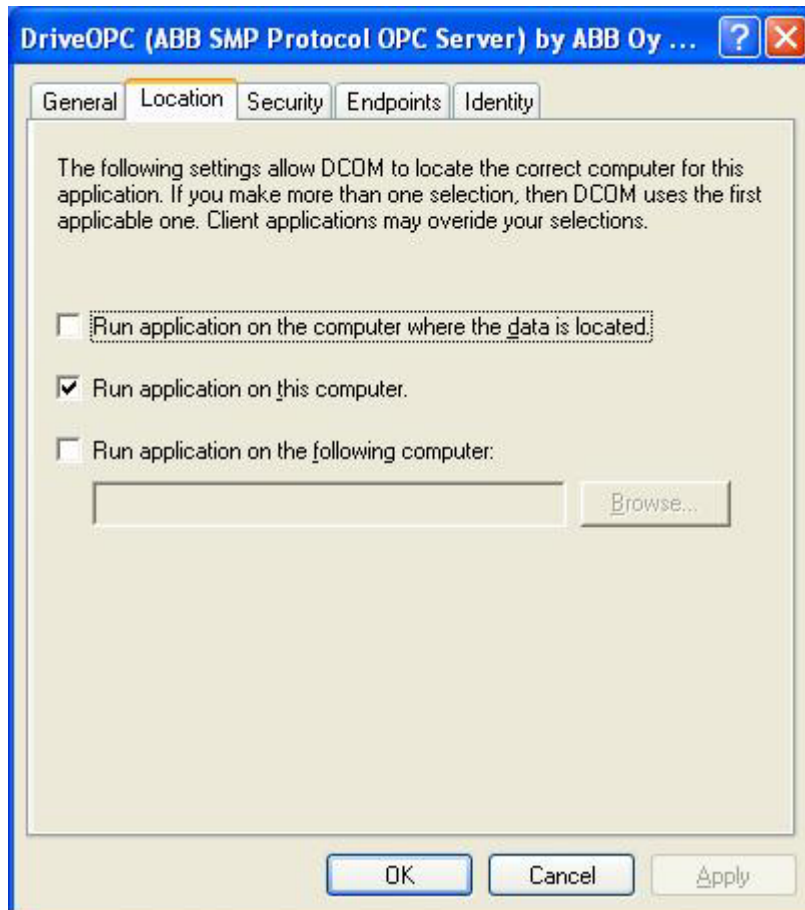 DriveOPC (ABB SMP Protocol OPC Server) by ABB Oy ...
General Location Security Endpoints Identity
The following settings allow DCOM to locate the correct computer for this
application. If you make more than one selection, then DCOM uses the first
applicable one. Client applications may overide your selections.
Run application on the computer where the data is located.
Run application on this computer.
Run application on the following computer:
Browse...
OK Cancel Apply